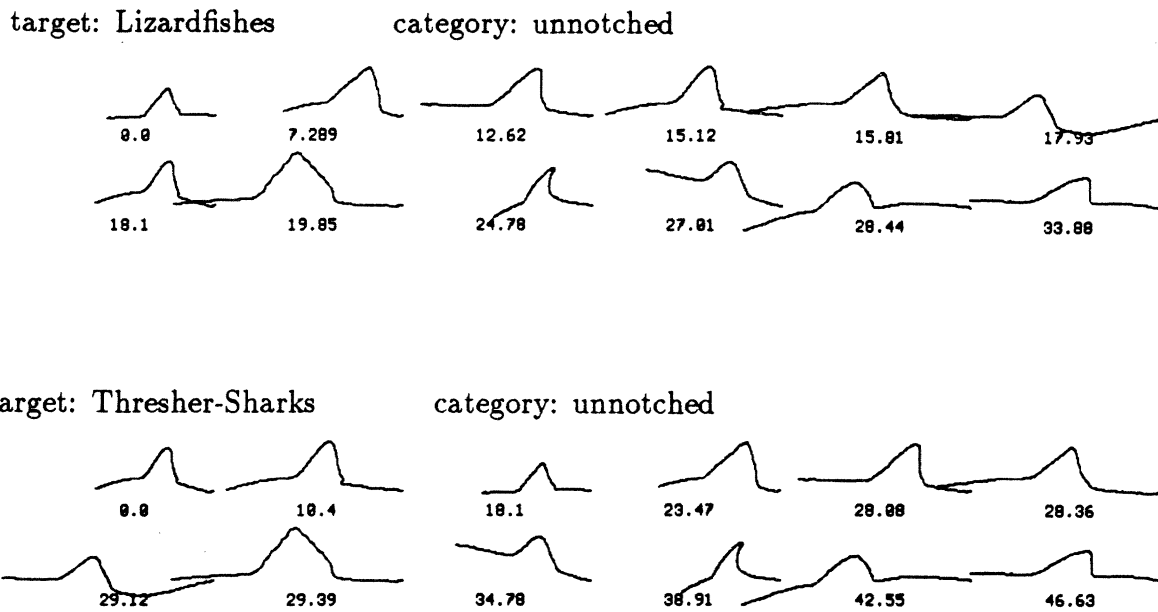 target: Lizardfishes category: unnotched
0.0 7.289 12.62 15.12 15.81 17.93
18.1 19.85 24.78 27.01 28.44 33.88
arget: Thresher-Sharks category: unnotched
0.0 10.4 18.1 23.47 28.08 28.36
29.12 29.39 34.78 38.91 42.55 46.63